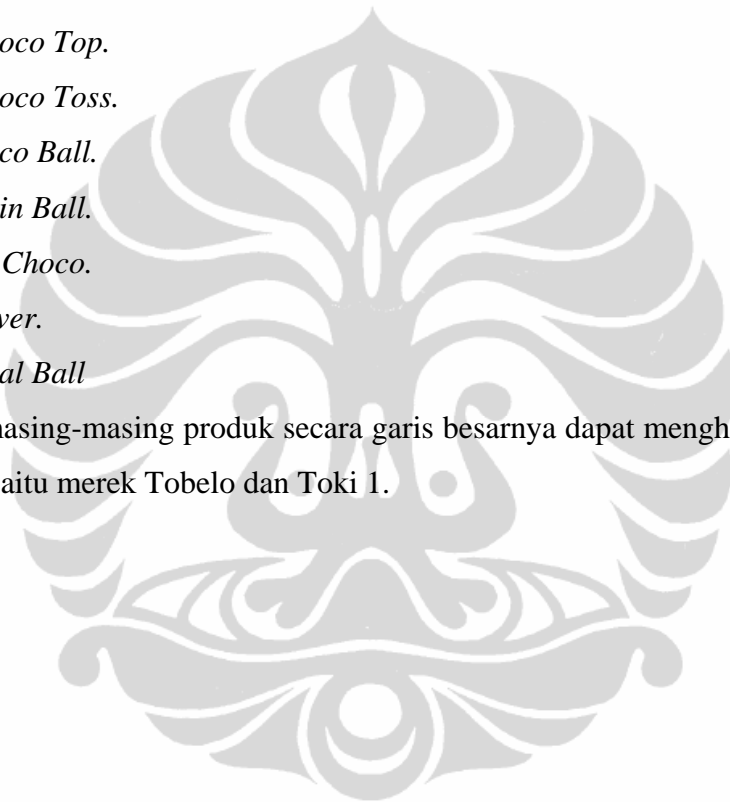 oco Top.
oco Toss.
co Ball.
in Ball.
Choco.
ver.
al Ball
masing-masing produk secara garis besarnya dapat mengh
aitu merek Tobelo dan Toki 1.